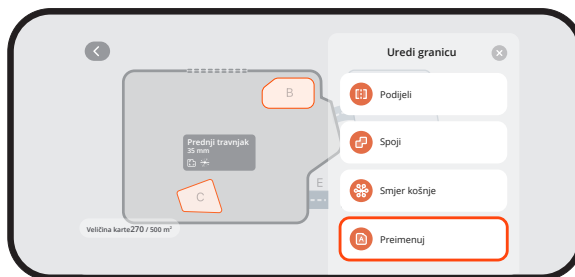 Uredi granicu
B
Podijeli
Prednji travnjak
35 mm
Spoji
E
Smjer košnje
C
Veličina karte270 / 500 m²
A
Preimenuj